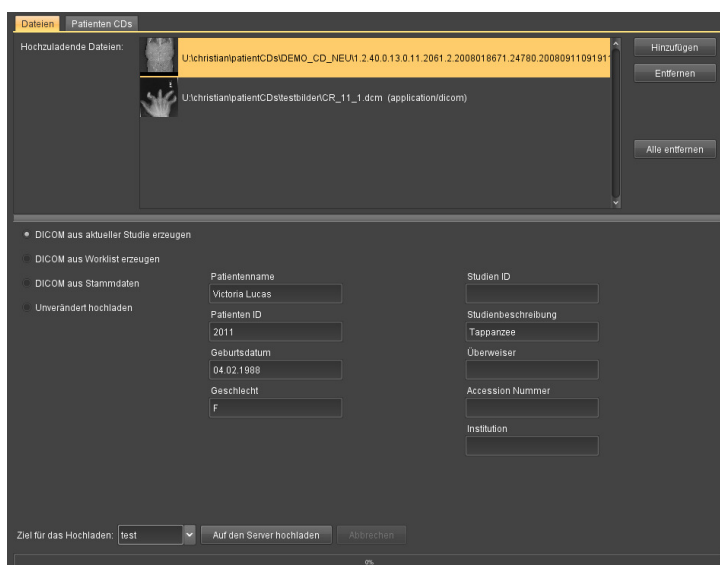 Dateien
Patienten CDs
Hochzuladende Dateien:
U:\christian\patientCDs\DEMO_CD_NEU\1.2.40.0.13.0.11.2061.2.2008018671.24780.20080911091911
Hinzufügen
Entfernen
U:\christian\patientCDs\testbilder\CR_11_1.dcm (application/dicom)
Alle entfernen
DICOM aus aktueller Studie erzeugen
DICOM aus Worklist erzeugen
DICOM aus Stammdaten
Unverändert hochladen
Patientenname
Victoria Lucas
Patienten ID
2011
Geburtsdatum
04.02.1988
Geschlecht
F
Studien ID
Studienbeschreibung
Tappanzee
Überweiser
Accession Nummer
Institution
Ziel für das Hochladen: test
Auf den Server hochladen
Abbrechen
0%